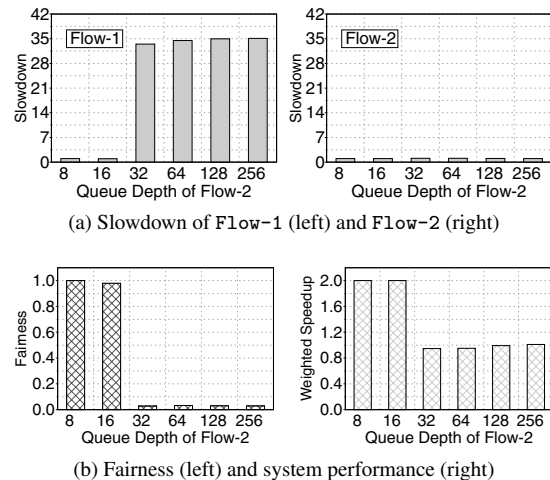 42
35
28
21
14
7
0
Slowdown
Flow-1
8 16 32 64 128 256
Queue Depth of Flow-2
42
35
28
21
14
7
0
Slowdown
Flow-2
8 16 32 64 128 256
Queue Depth of Flow-2
(a) Slowdown of Flow-1 (left) and Flow-2 (right)
1.0
0.8
0.6
0.4
0.2
0.0
Fairness
8 16 32 64 128 256
Queue Depth of Flow-2
2.0
1.6
1.2
0.8
0.4
0.0
Weighted Speedup
8 16 32 64 128 256
Queue Depth of Flow-2
(b) Fairness (left) and system performance (right)